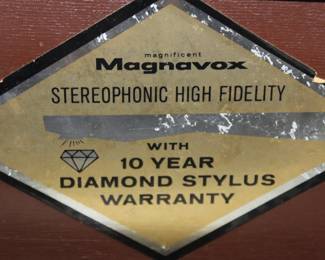 magnificent
Magnavox
STEREOPHONIC HIGH FIDELITY
WITH
10 YEAR
DIAMOND STYLUS
WARRANTY